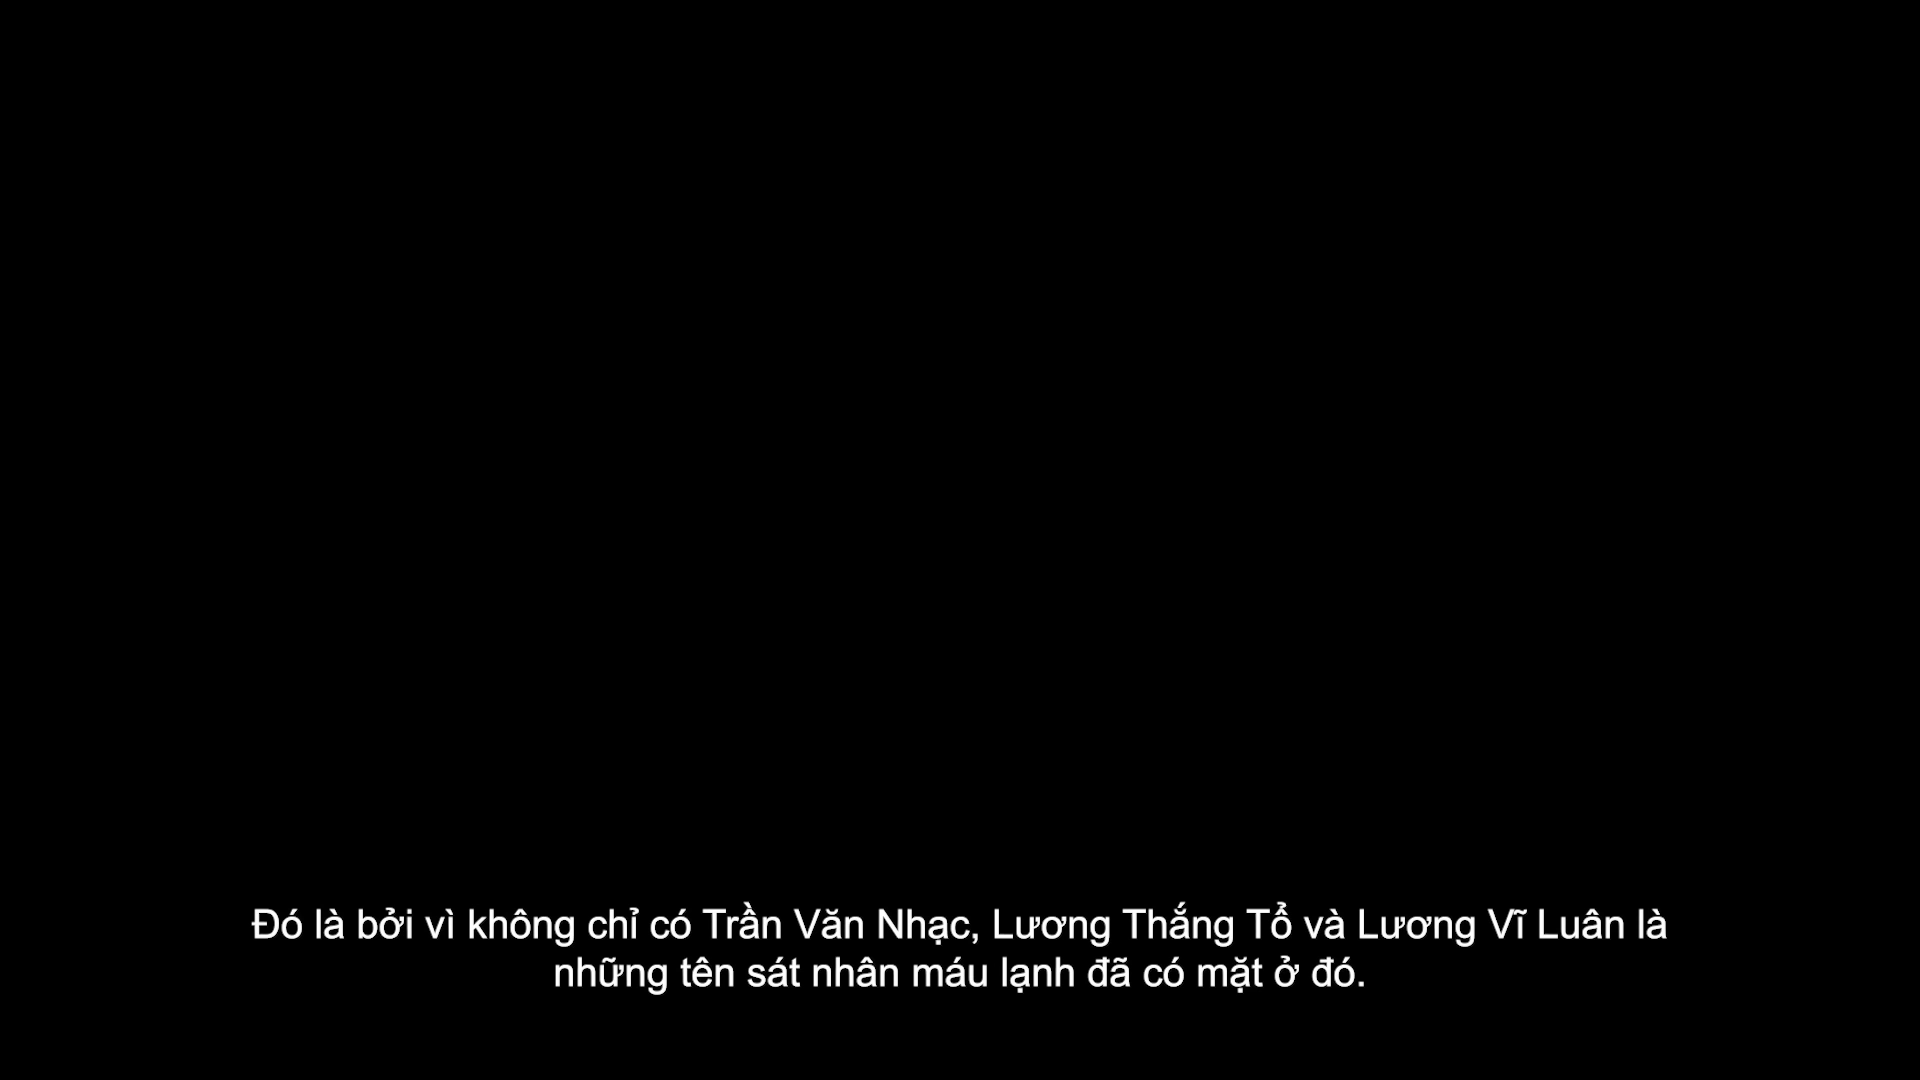 Đó là bởi vì không chỉ có Trần Văn Nhạc, Lương Thắng Tổ và Lương Vĩ Luân là
những tên sát nhân máu lạnh đã có mặt ở đó.